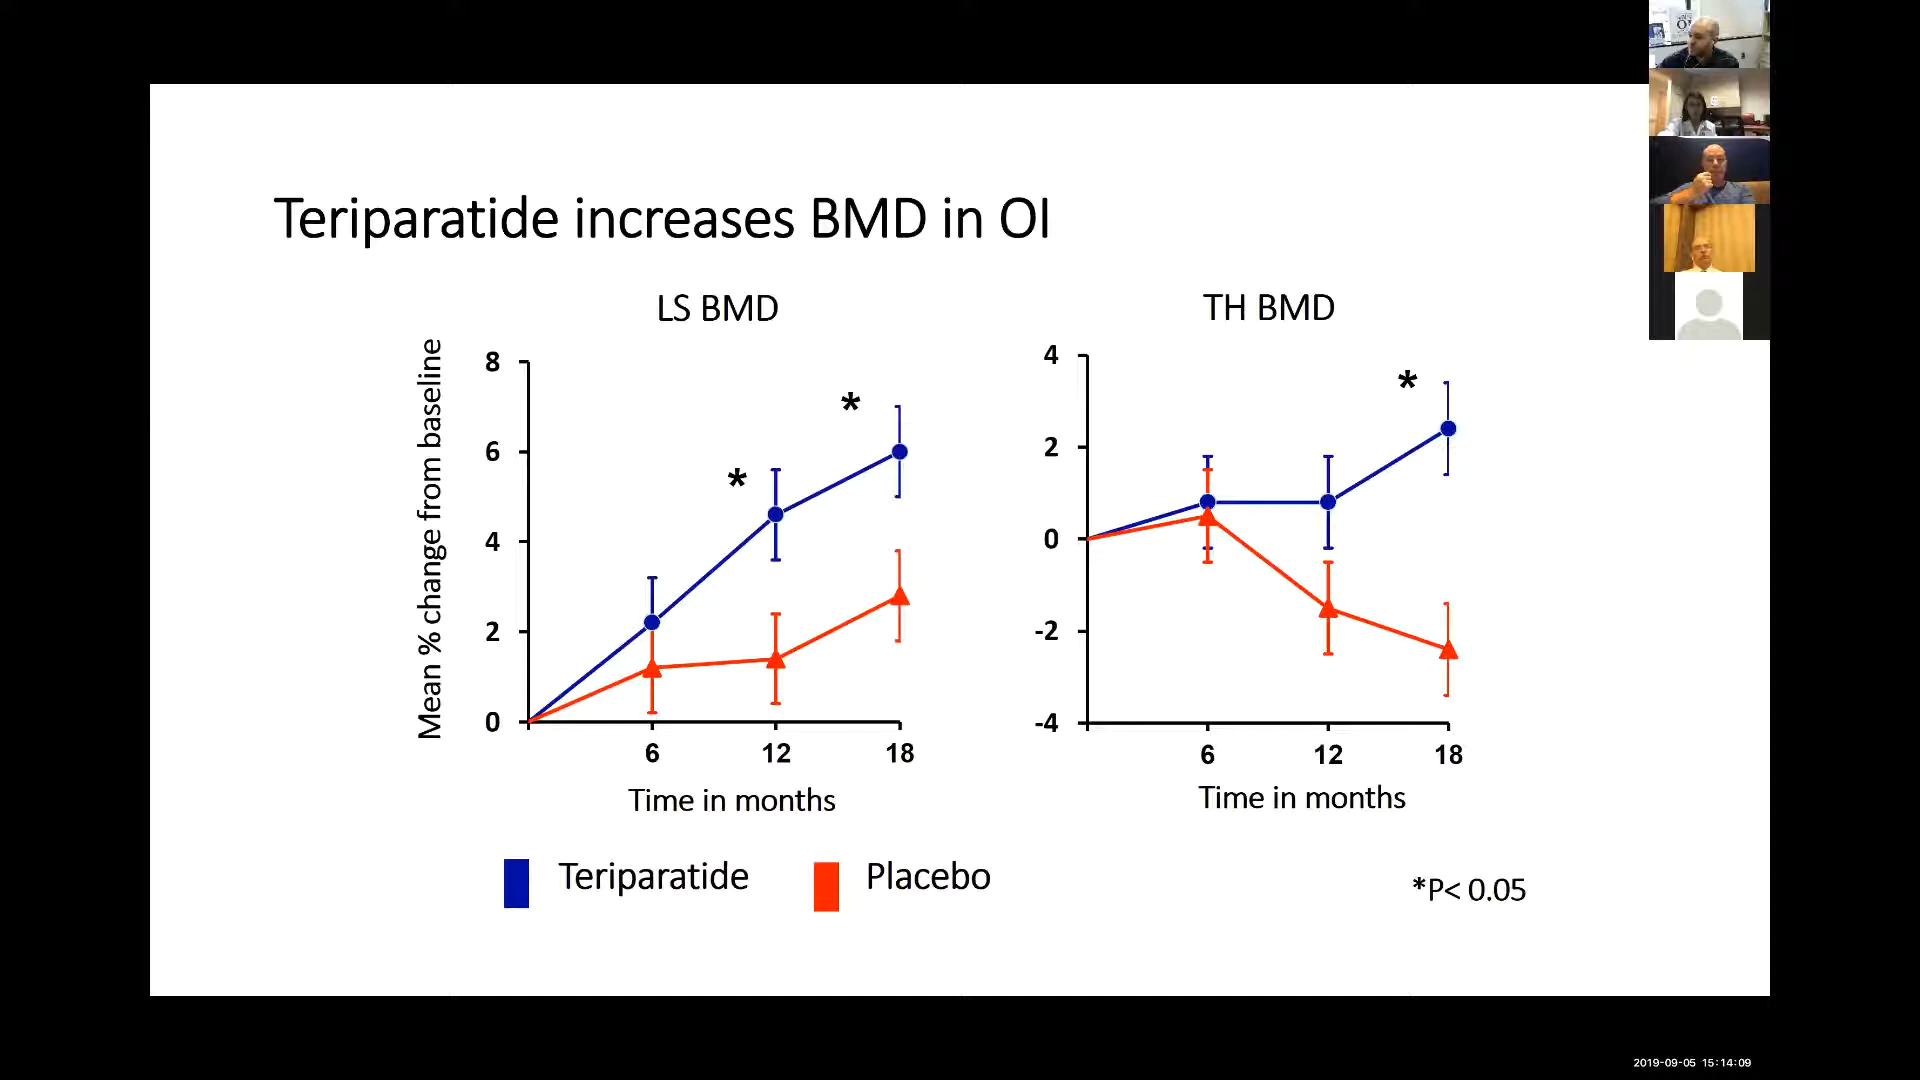 Teriparatide increases BMD in OI
LS BMD
Mean % change from baseline
8
6
4
2
0
*
*
6 12 18
Time in months
TH BMD
4
2
0
-2
-4
*
6 12 18
Time in months
Teriparatide
Placebo
*P< 0.05
2019-09-05 15:14:09